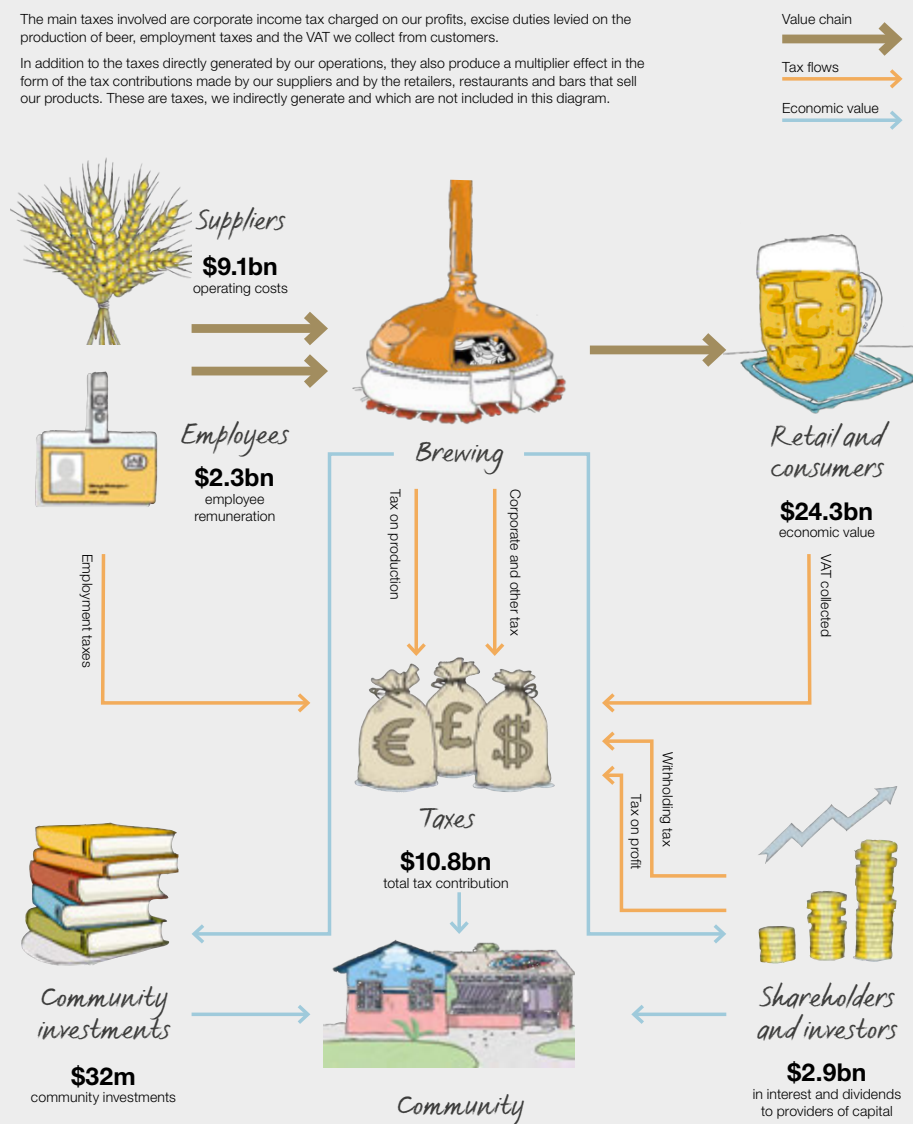 The main taxes involved are corporate income tax charged on our profits, excise duties levied on the
production of beer, employment taxes and the VAT we collect from customers.
In addition to the taxes directly generated by our operations, they also produce a multiplier effect in the
form of the tax contributions made by our suppliers and by the retailers, restaurants and bars that sell
our products. These are taxes, we indirectly generate and which are not included in this diagram.
Value chain
Tax flows
Economic value
Suppliers
$9.1bn
operating costs
Employees
$2.3bn
employee
remuneration
Brewing
Retail and
consumers
$24.3bn
economic value
Employment taxes
Tax on production
Corporate and other tax
VAT collected
€
£
$
Taxes
$10.8bn
total tax contribution
Withholding tax
Tax on profit
Community
investments
$32m
community investments
Community
Shareholders
and investors
$2.9bn
in interest and dividends
to providers of capital